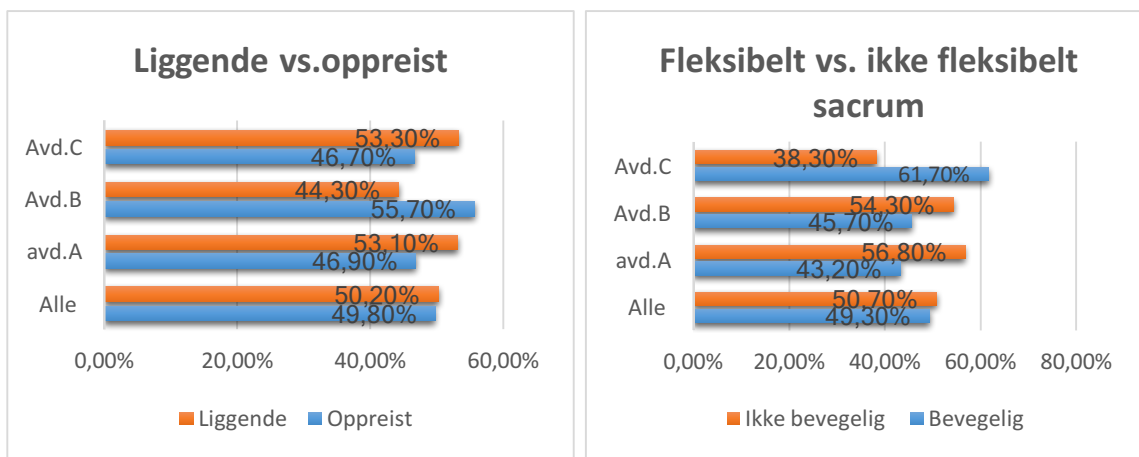 Liggende vs.oppreist
Avd.C
53,30%
46,70%
Avd.B
44,30%
55,70%
avd.A
53,10%
46,90%
Alle
50,20%
49,80%
0,00% 20,00% 40,00% 60,00%
Liggende Oppreist
Fleksibelt vs. ikke fleksibelt
sacrum
Avd.C
38,30%
61,70%
Avd.B
54,30%
45,70%
avd.A
56,80%
43,20%
Alle
50,70%
49,30%
0,00% 20,00% 40,00% 60,00% 80,00%
Ikke bevegelig Bevegelig